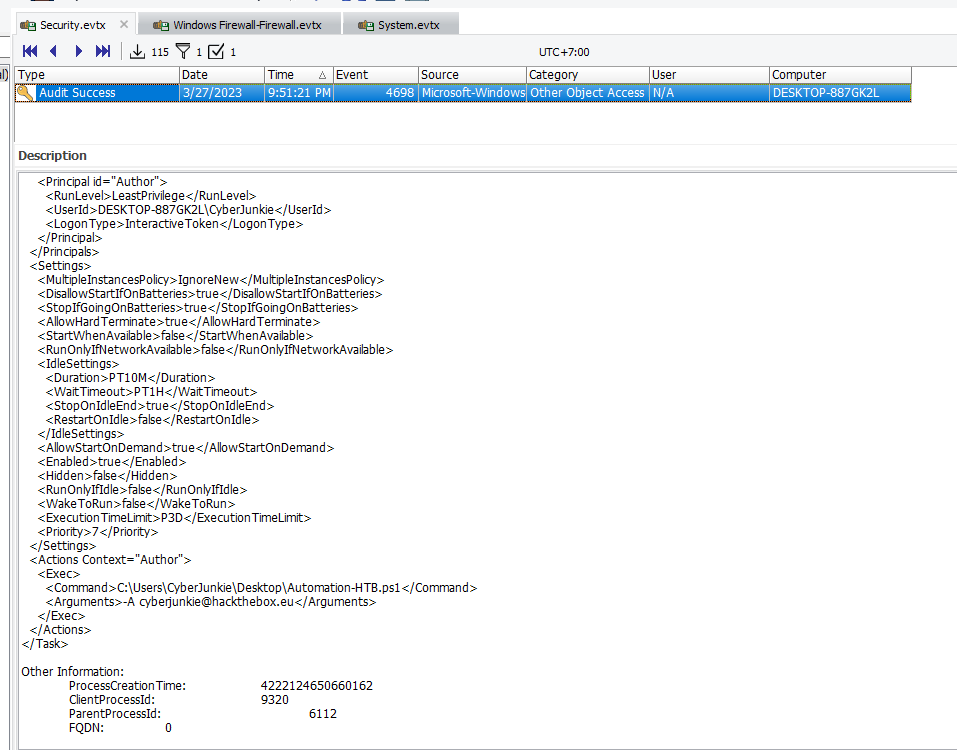 Security.evtx
Windows Firewall-Firewall.evtx
System.evtx
115 1 1 UTC+7:00
Type Date Time Event Source Category User Computer
Audit Success 3/27/2023 9:51:21 PM 4698 Microsoft-Windows Other Object Access N/A DESKTOP-887GK2L
Description
<Principal id="Author">
<RunLevel>LeastPrivilege</RunLevel>
<UserId>DESKTOP-887GK2L\CyberJunkie</UserId>
<LogonType>InteractiveToken</LogonType>
</Principal>
</Principals>
<Settings>
<MultipleInstancesPolicy>IgnoreNew</MultipleInstancesPolicy>
<DisallowStartIfOnBatteries>true</DisallowStartIfOnBatteries>
<StopIfGoingOnBatteries>true</StopIfGoingOnBatteries>
<AllowHardTerminate>true</AllowHardTerminate>
<StartWhenAvailable>false</StartWhenAvailable>
<RunOnlyIfNetworkAvailable>false</RunOnlyIfNetworkAvailable>
<IdleSettings>
<Duration>PT10M</Duration>
<WaitTimeout>PT1H</WaitTimeout>
<StopOnIdleEnd>true</StopOnIdleEnd>
<RestartOnIdle>false</RestartOnIdle>
</IdleSettings>
<AllowStartOnDemand>true</AllowStartOnDemand>
<Enabled>true</Enabled>
<Hidden>false</Hidden>
<RunOnlyIfIdle>false</RunOnlyIfIdle>
<WakeToRun>false</WakeToRun>
<ExecutionTimeLimit>P3D</ExecutionTimeLimit>
<Priority>7</Priority>
</Settings>
<Actions Context="Author">
<Exec>
<Command>C:\Users\CyberJunkie\Desktop\Automation-HTB.ps1</Command>
<Arguments>-A cyberjunkie@hackthebox.eu</Arguments>
</Exec>
</Actions>
</Task>
Other Information:
ProcessCreationTime: 4222124650660162
ClientProcessId: 9320
ParentProcessId: 6112
FQDN: 0